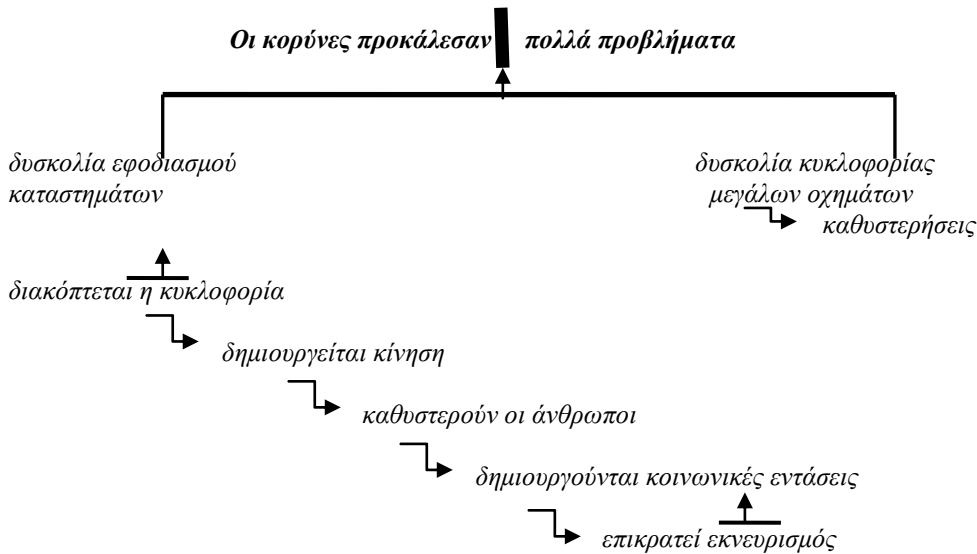 Οι κορύνες προκάλεσαν πολλά προβλήματα
δυσκολία εφοδιασμού
καταστημάτων
δυσκολία κυκλοφορίας
μεγάλων οχημάτων
καθυστερήσεις
διακόπτεται η κυκλοφορία
δημιουργείται κίνηση
καθυστερούν οι άνθρωποι
δημιουργούνται κοινωνικές εντάσεις
επικρατεί εκνευρισμός